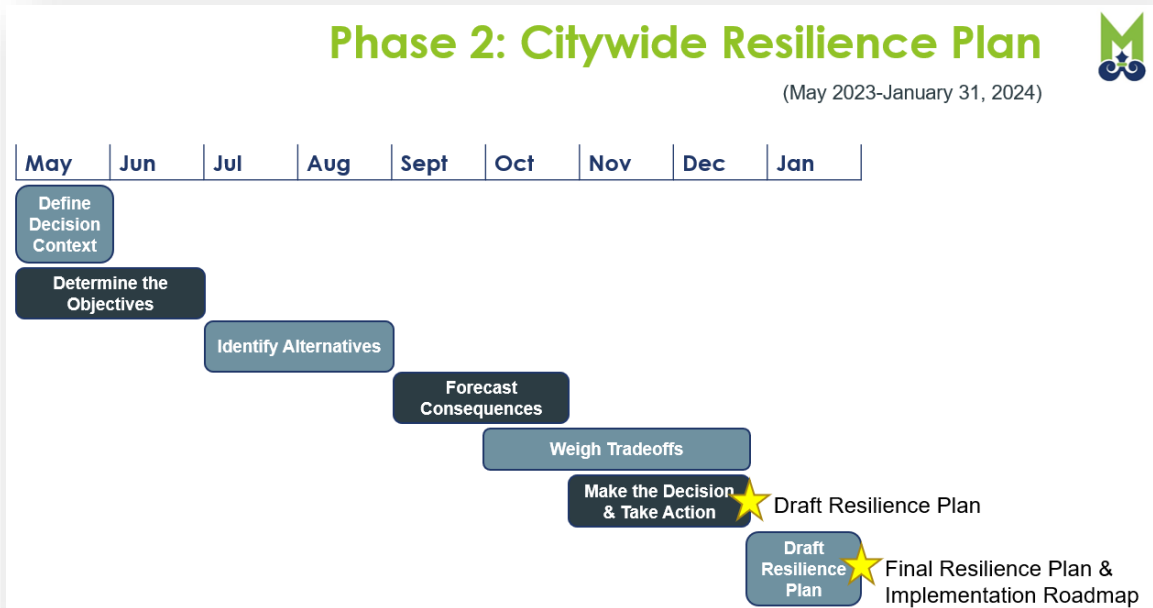 Phase 2: Citywide Resilience Plan
(May 2023-January 31, 2024)
May Jun Jul Aug Sept Oct Nov Dec Jan
Define
Decision
Context
Determine the
Objectives
Identify Alternatives
Forecast
Consequences
Weigh Tradeoffs
Make the Decision
& Take Action
Draft Resilience Plan
Draft
Resilience
Plan
Final Resilience Plan &
Implementation Roadmap